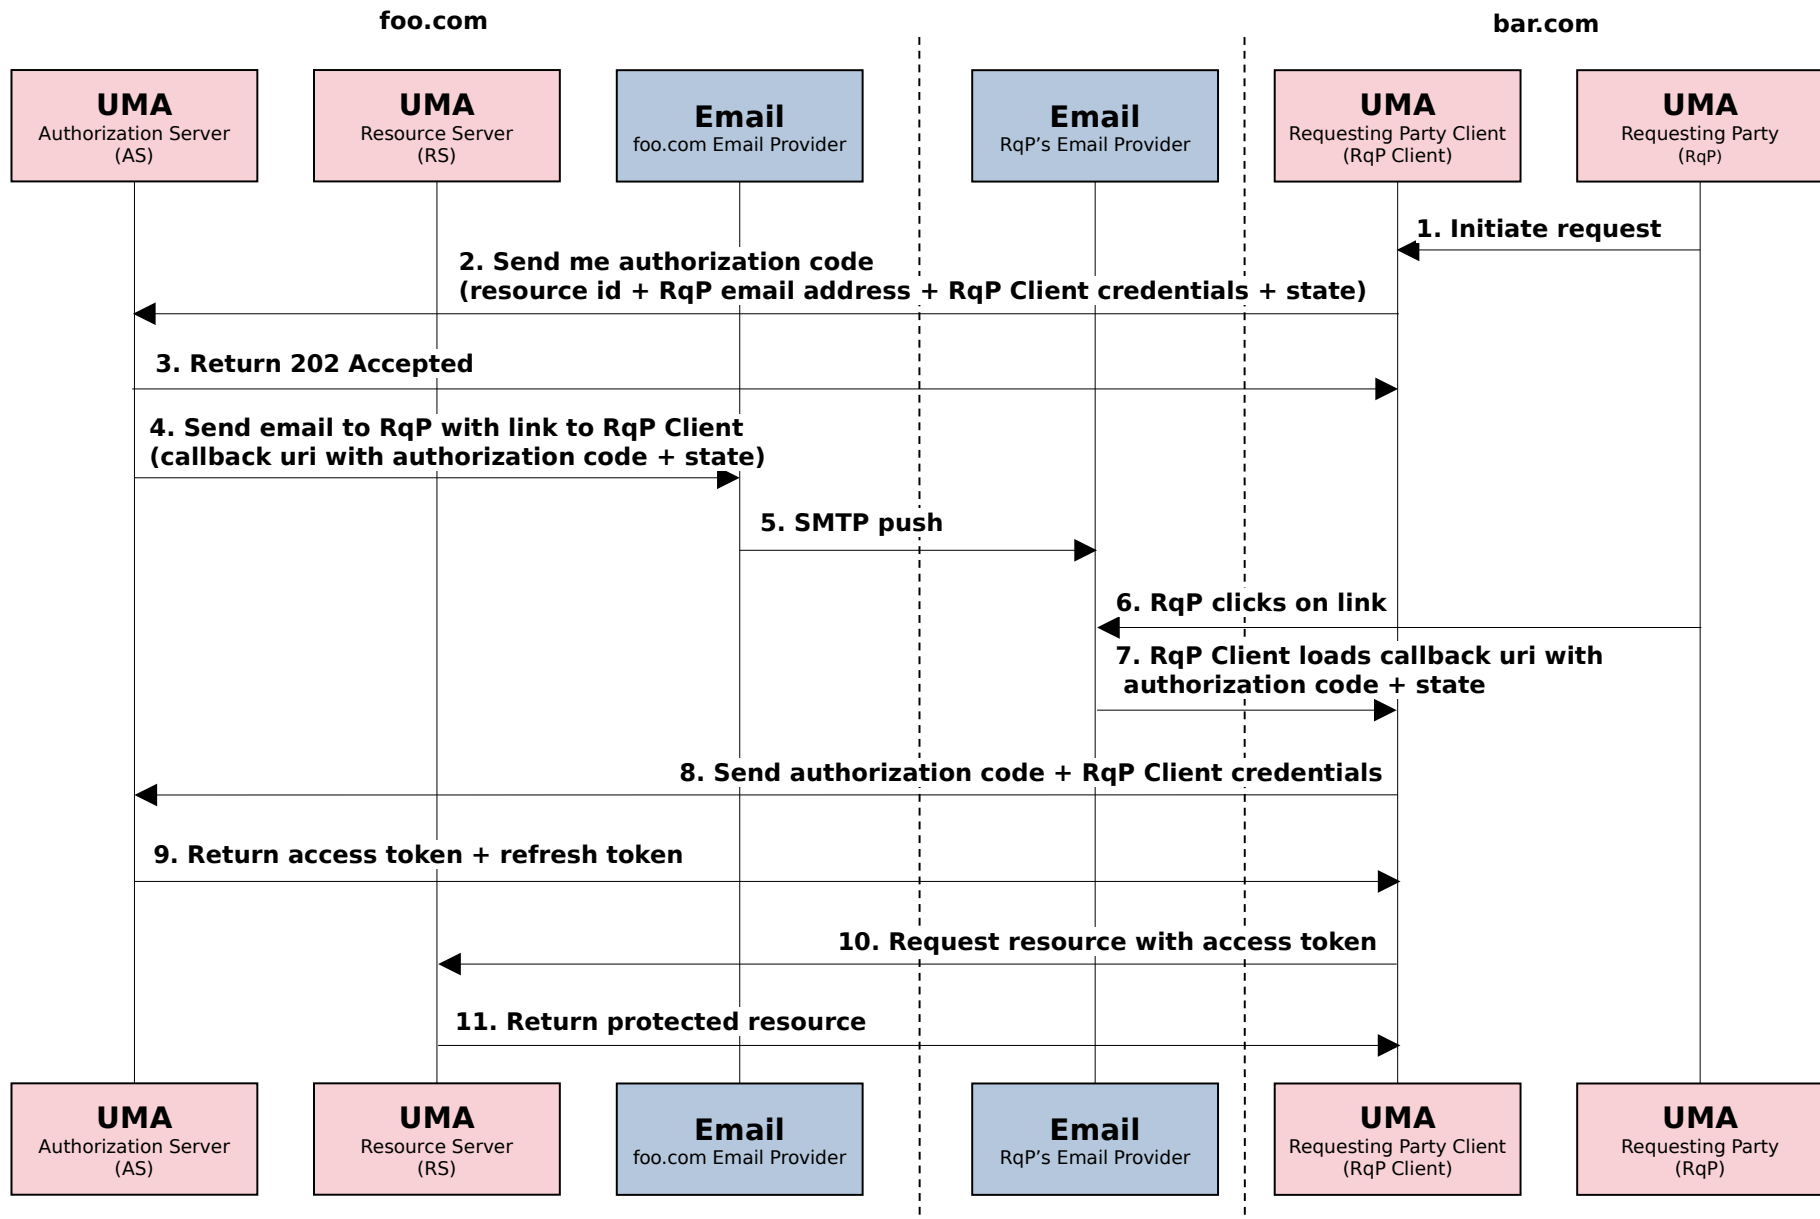 foo.com
bar.com
UMA
Authorization Server
(AS)
UMA
Resource Server
(RS)
Email
foo.com Email Provider
Email
RqP’s Email Provider
UMA
Requesting Party Client
(RqP Client)
UMA
Requesting Party
(RqP)
1. Initiate request
2. Send me authorization code
(resource id + RqP email address + RqP Client credentials + state)
3. Return 202 Accepted
4. Send email to RqP with link to RqP Client
(callback uri with authorization code + state)
5. SMTP push
6. RqP clicks on link
7. RqP Client loads callback uri with
authorization code + state
8. Send authorization code + RqP Client credentials
9. Return access token + refresh token
10. Request resource with access token
11. Return protected resource
UMA
Authorization Server
(AS)
UMA
Resource Server
(RS)
Email
foo.com Email Provider
Email
RqP’s Email Provider
UMA
Requesting Party Client
(RqP Client)
UMA
Requesting Party
(RqP)